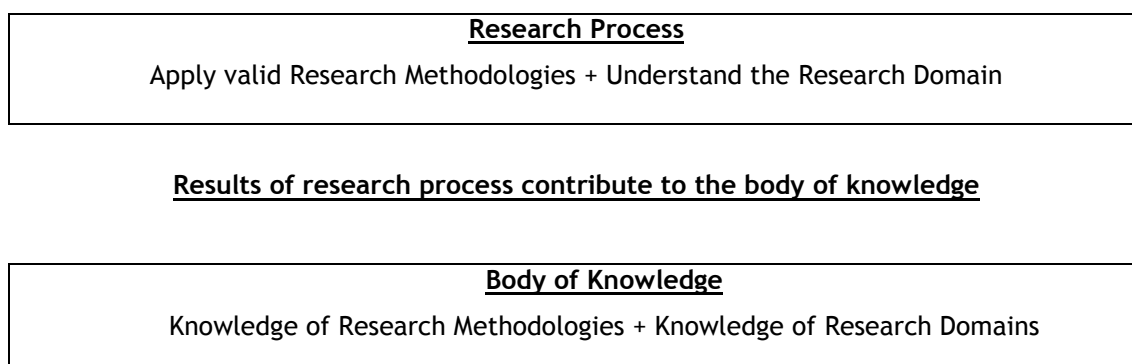 Research Process
Apply valid Research Methodologies + Understand the Research Domain
Results of research process contribute to the body of knowledge
Body of Knowledge
Knowledge of Research Methodologies + Knowledge of Research Domains